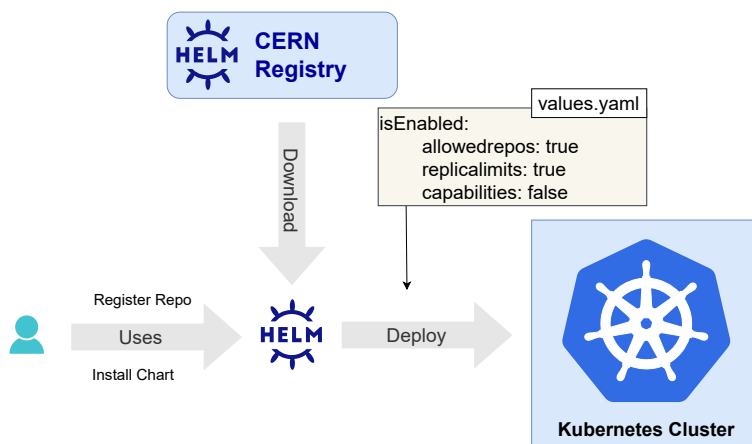 HELM
CERN
Registry
values.yaml
isEnabled:
allowedrepos: true
replicalimits: true
capabilities: false
Download
Register Repo
Uses
Install Chart
HELM
Deploy
Kubernetes Cluster